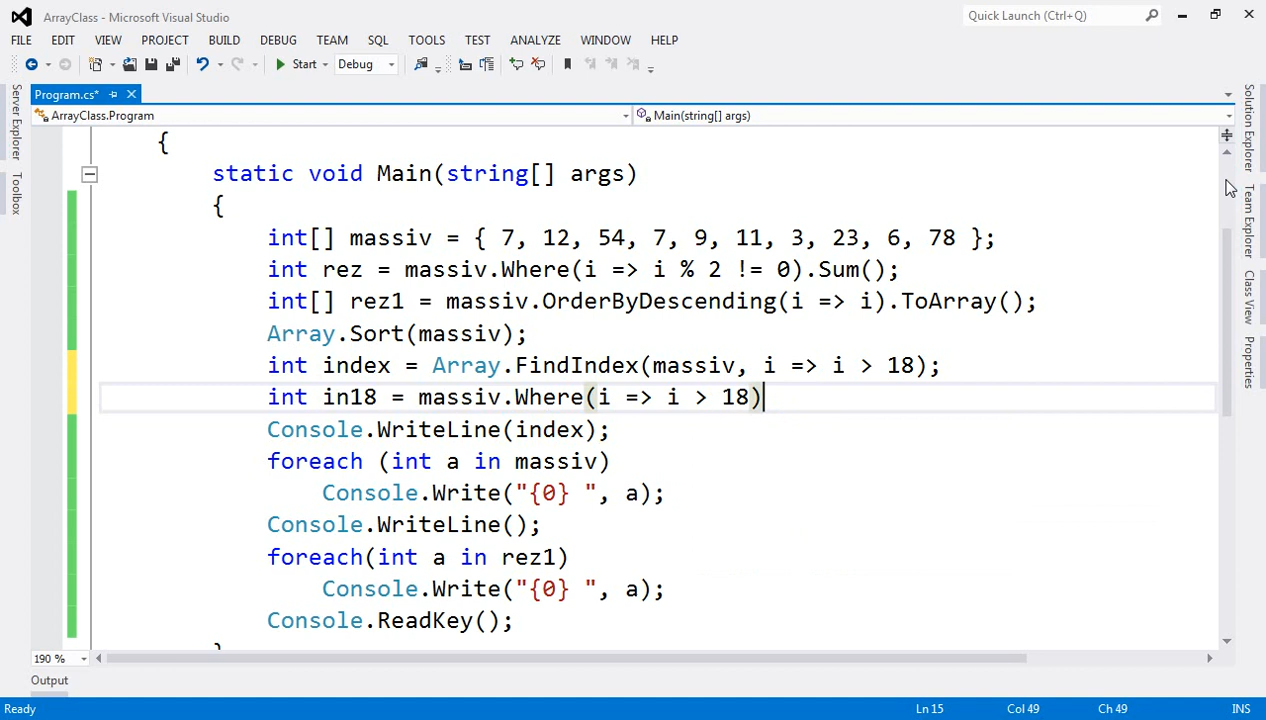 ArrayClass - Microsoft Visual Studio
Quick Launch (Ctrl+Q)
FILE EDIT VIEW PROJECT BUILD DEBUG TEAM SQL TOOLS TEST ANALYZE WINDOW HELP
Start Debug
Program.cs*
ArrayClass.Program Main(string[] args)
Server Explorer
Toolbox
Solution Explorer
Team Explorer
Class View
Properties
{
static void Main(string[] args)
{
int[] massiv = { 7, 12, 54, 7, 9, 11, 3, 23, 6, 78 };
int rez = massiv.Where(i => i % 2 != 0).Sum();
int[] rez1 = massiv.OrderByDescending(i => i).ToArray();
Array.Sort(massiv);
int index = Array.FindIndex(massiv, i => i > 18);
int in18 = massiv.Where(i => i > 18)
Console.WriteLine(index);
foreach (int a in massiv)
Console.Write("{0} ", a);
Console.WriteLine();
foreach(int a in rez1)
Console.Write("{0} ", a);
Console.ReadKey();
}
190 %
Output
Ready Ln 15 Col 49 Ch 49 INS